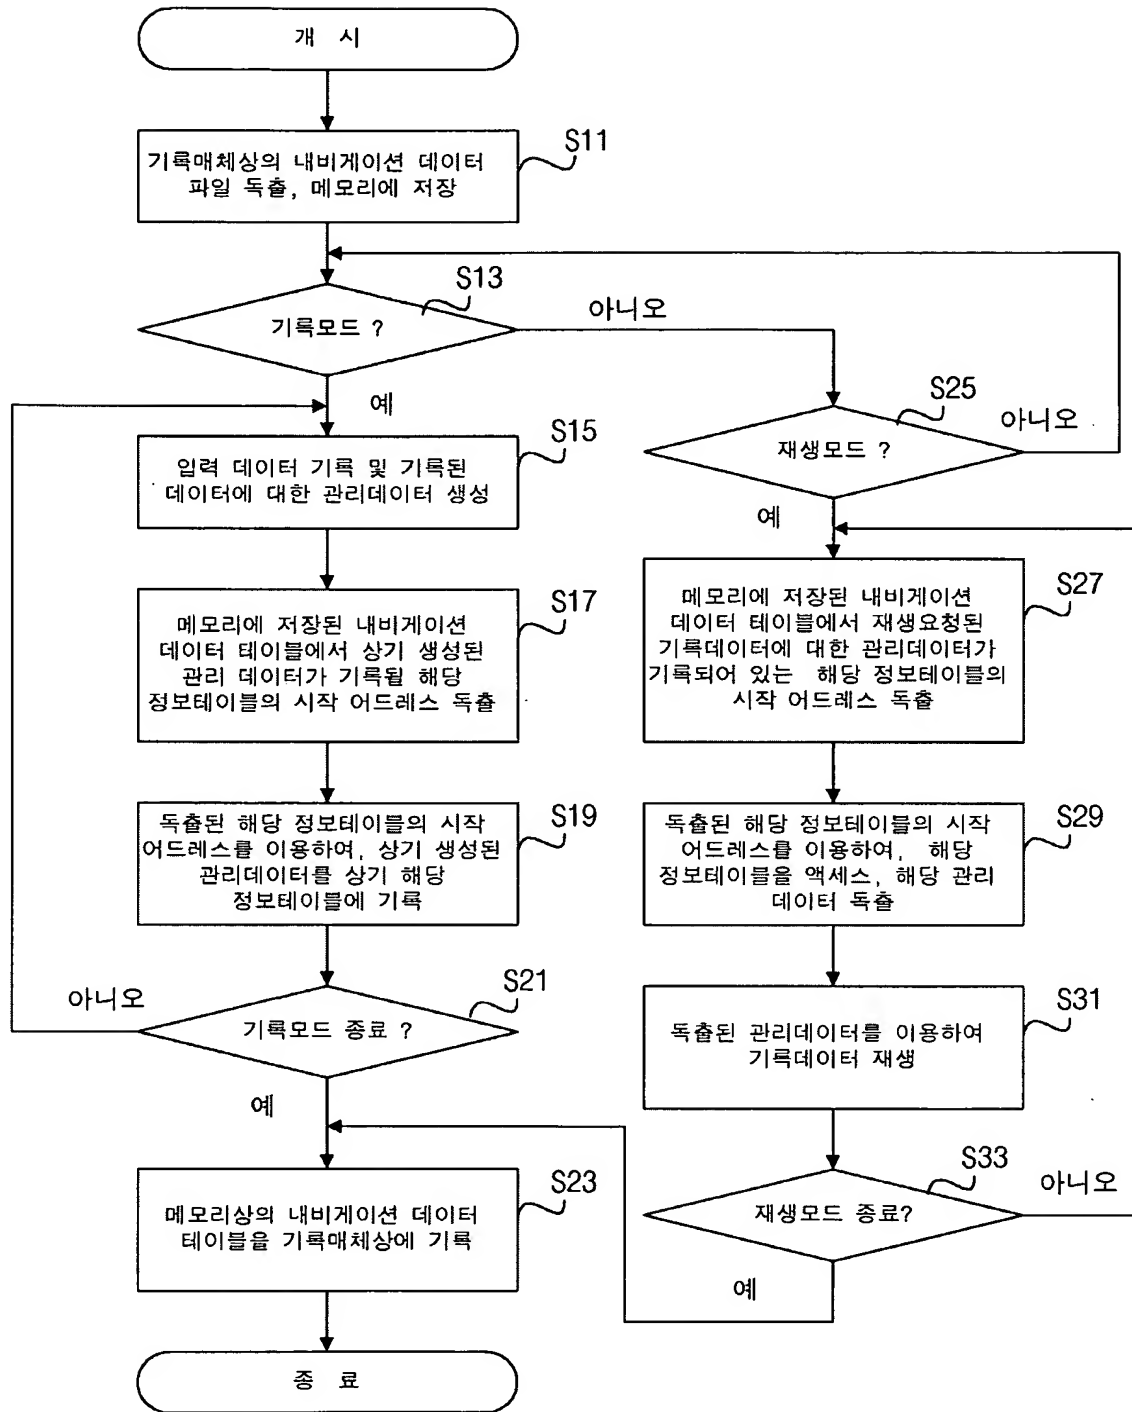 개 시
S11
기록매체상의 내비게이션 데이터
파일 독출, 메모리에 저장
S13
기록모드 ?
아니오
예
S15
입력 데이터 기록 및 기록된
데이터에 대한 관리데이터 생성
S17
메모리에 저장된 내비게이션
데이터 테이블에서 상기 생성된
관리 데이터가 기록될 해당
정보테이블의 시작 어드레스 독출
S19
독출된 해당 정보테이블의 시작
어드레스를 이용하여, 상기 생성된
관리데이터를 상기 해당
정보테이블에 기록
S21
아니오
기록모드 종료 ?
예
S23
메모리상의 내비게이션 데이터
테이블을 기록매체상에 기록
종 료
S25
재생모드 ?
아니오
예
S27
메모리에 저장된 내비게이션
데이터 테이블에서 재생요청된
기록데이터에 대한 관리데이터가
기록되어 있는 해당 정보테이블의
시작 어드레스 독출
S29
독출된 해당 정보테이블의 시작
어드레스를 이용하여, 해당
정보테이블을 액세스, 해당 관리
데이터 독출
S31
독출된 관리데이터를 이용하여
기록데이터 재생
S33
재생모드 종료?
아니오
예